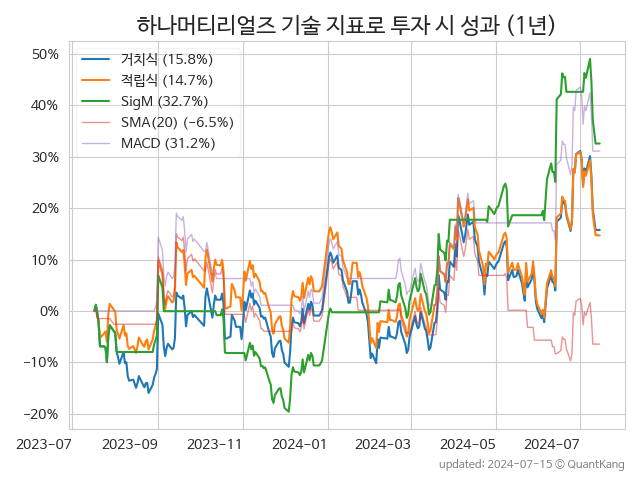 하나머티리얼즈 기술 지표로 투자 시 성과 (1년)
50%
40%
30%
20%
10%
0%
−10%
−20%
거치식 (15.8%)
적립식 (14.7%)
SigM (32.7%)
SMA(20) (−6.5%)
MACD (31.2%)
2023-07
2023-09
2023-11
2024-01
2024-03
2024-05
2024-07
updated: 2024-07-15 © QuantKang